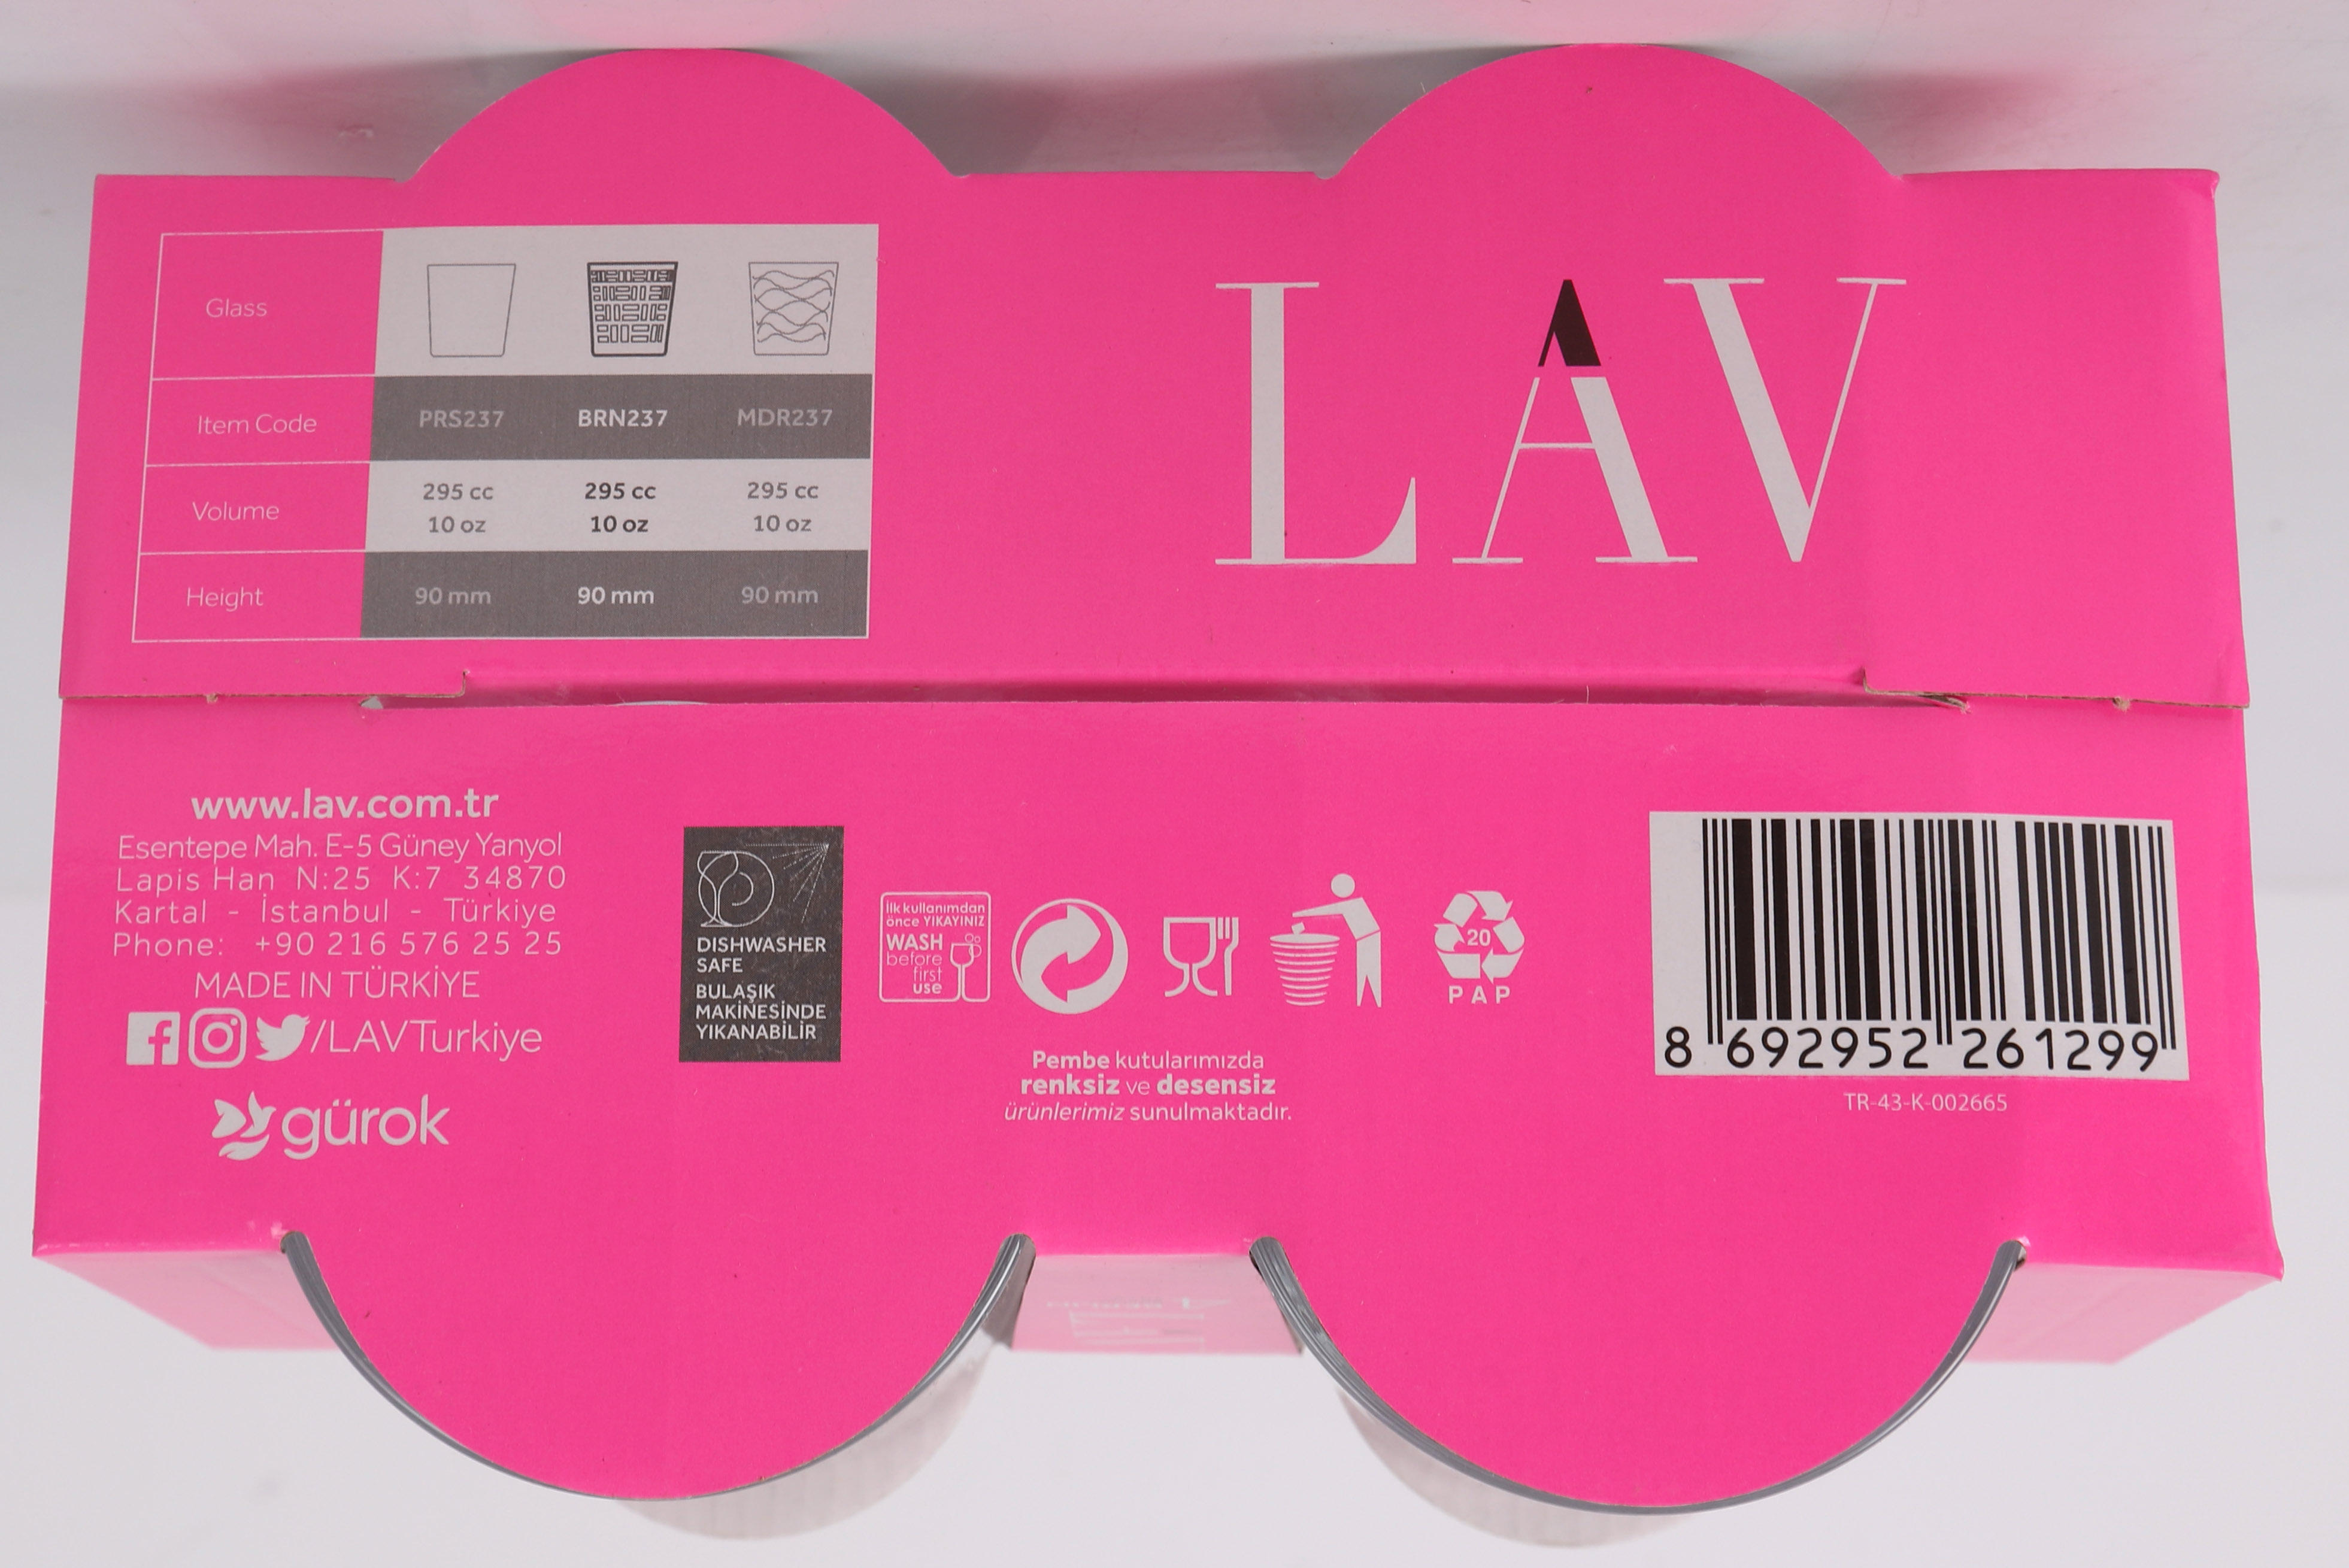 Glass
Item Code PRS237 BRN237 MDR237
Volume 295 cc 295 cc 295 cc
10 oz 10 oz 10 oz
Height 90 mm 90 mm 90 mm
LAV
www.lav.com.tr
Esentepe Mah. E-5 Güney Yanyol
Lapis Han N:25 K:7 34870
Kartal - İstanbul - Türkiye
Phone: +90 216 576 25 25
MADE IN TÜRKİYE
/LAVTurkiye
gürok
DISHWASHER
SAFE
BULAŞIK
MAKİNESİNDE
YIKANABİLİR
İlk kullanımdan
önce YIKAYINIZ
WASH
before
first
use
20
PAP
Pembe kutularımızda
renksiz ve desensiz
ürünlerimiz sunulmaktadır.
8 692952 261299
TR-43-K-002665